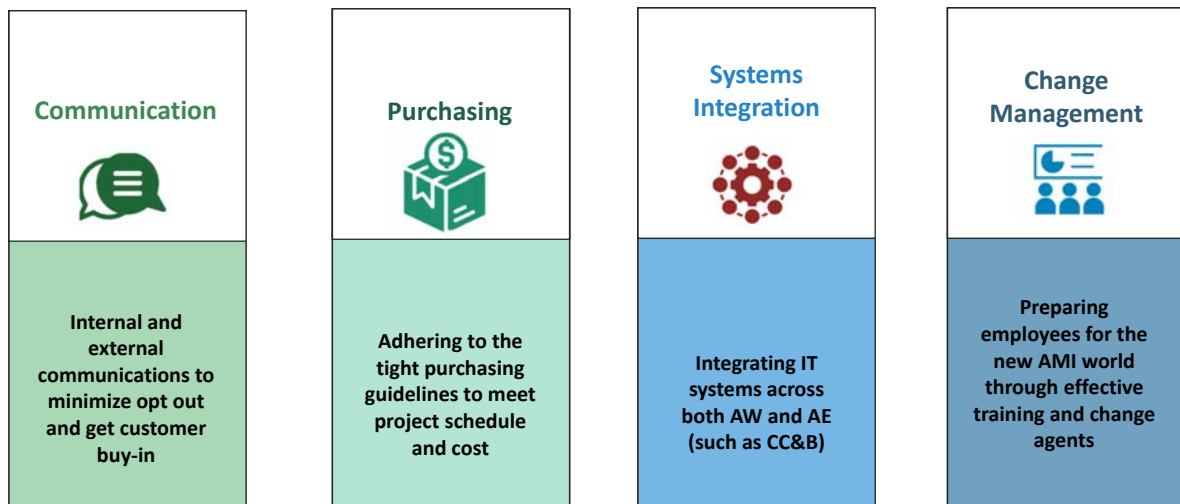 Communication
Internal and
external
communications to
minimize opt out
and get customer
buy-in
Purchasing
$
Adhering to the
tight purchasing
guidelines to meet
project schedule
and cost
Systems
Integration
Integrating IT
systems across
both AW and AE
(such as CC&B)
Change
Management
Preparing
employees for the
new AMI world
through effective
training and change
agents